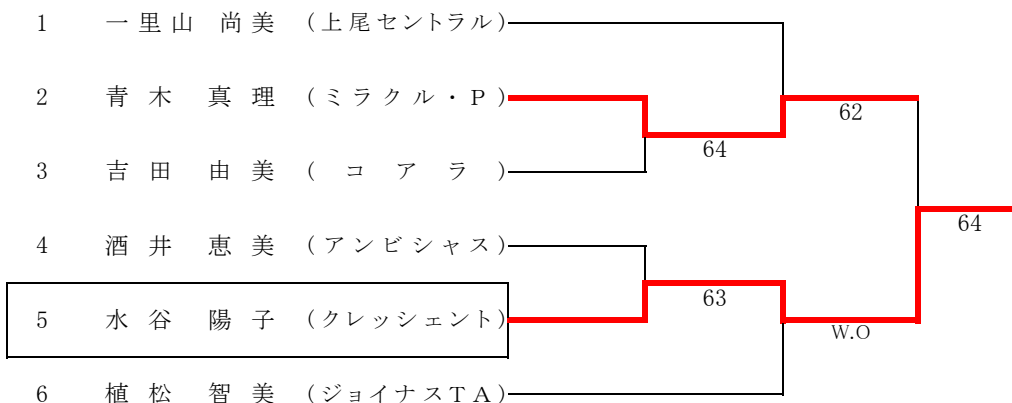 1 一里山 尚美 (上尾セントラル)
2 青木 真理 (ミラクル・P)
62
64
3 吉田 由美 (コアラ)
64
4 酒井 恵美 (アンビシャス)
63
5 水谷 陽子 (クレッシェント)
W.O
6 植松 智美 (ジョイナスTA)